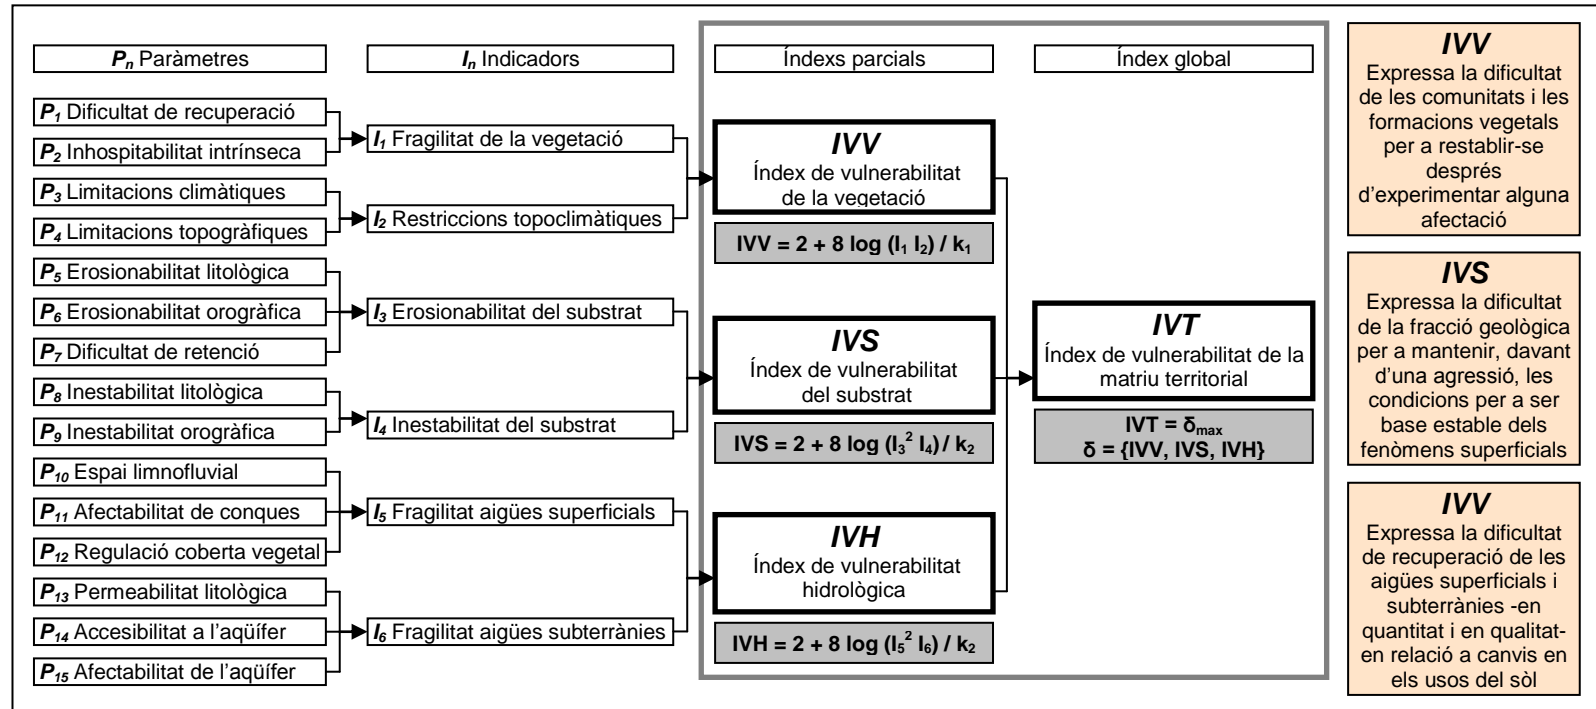 Pn Paràmetres
In Indicadors
Índexs parcials
Índex global
P1 Dificultat de recuperació
P2 Inhospitabilitat intrínseca
P3 Limitacions climàtiques
P4 Limitacions topogràfiques
P5 Erosionabilitat litològica
P6 Erosionabilitat orogràfica
P7 Dificultat de retenció
P8 Inestabilitat litològica
P9 Inestabilitat orogràfica
P10 Espai limnofluvial
P11 Afectabilitat de conques
P12 Regulació coberta vegetal
P13 Permeabilitat litològica
P14 Accesibilitat a l'aqüífer
P15 Afectabilitat de l'aqüífer
I1 Fragilitat de la vegetació
I2 Restriccions topoclimàtiques
I3 Erosionabilitat del substrat
I4 Inestabilitat del substrat
I5 Fragilitat aigües superficials
I6 Fragilitat aigües subterrànies
IVV
Índex de vulnerabilitat
de la vegetació
IVV = 2 + 8 log (I1 I2) / k1
IVS
Índex de vulnerabilitat
del substrat
IVS = 2 + 8 log (I3² I4) / k2
IVH
Índex de vulnerabilitat
hidrològica
IVH = 2 + 8 log (I5² I6) / k2
IVT
Índex de vulnerabilitat de la
matriu territorial
IVT = δmax
δ = {IVV, IVS, IVH}
IVV
Expressa la dificultat
de les comunitats i les
formacions vegetals
per a restablir-se
després
d'experimentar alguna
afectació
IVS
Expressa la dificultat
de la fracció geològica
per a mantenir, davant
d'una agressió, les
condicions per a ser
base estable dels
fenòmens superficials
IVV
Expressa la dificultat
de recuperació de les
aigües superficials i
subterrànies -en
quantitat i en qualitat-
en relació a canvis en
els usos del sòl